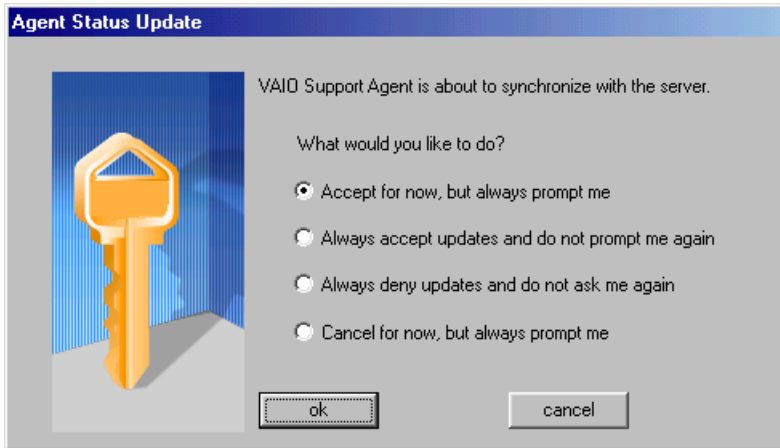 Agent Status Update
VAIO Support Agent is about to synchronize with the server.
What would you like to do?
Accept for now, but always prompt me
Always accept updates and do not prompt me again
Always deny updates and do not ask me again
Cancel for now, but always prompt me
ok cancel